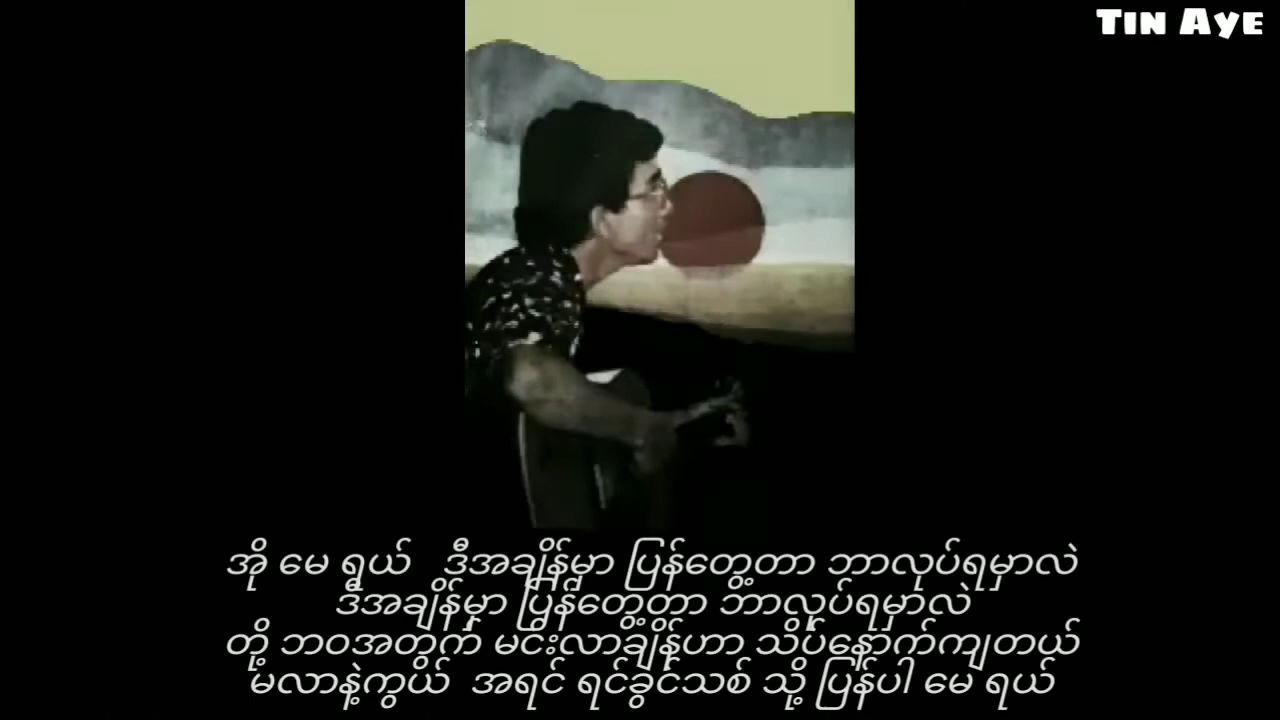 Tin Aye
အို မေ ရယ် ဒီအချိန်မှာ ပြန်တွေ့တာ ဘာလုပ်ရမှာလဲ
ဒီအချိန်မှာ ပြန်တွေ့တာ ဘာလုပ်ရမှာလဲ
တို့ ဘဝအတွက် မင်းလာချိန်ဟာ သိပ်နောက်ကျတယ်
မလာနဲ့ကွယ် အရင် ရင်ခွင်သစ် သို့ ပြန်ပါ မေ ရယ်